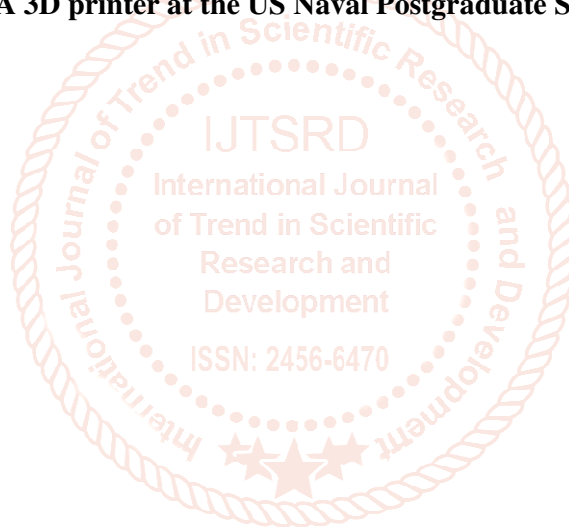 A 3D printer at the US Naval Postgraduate S
International Journal of Trend in Scientific Research and Development
IJTSRD
International Journal
of Trend in Scientific
Research and
Development
ISSN: 2456-6470